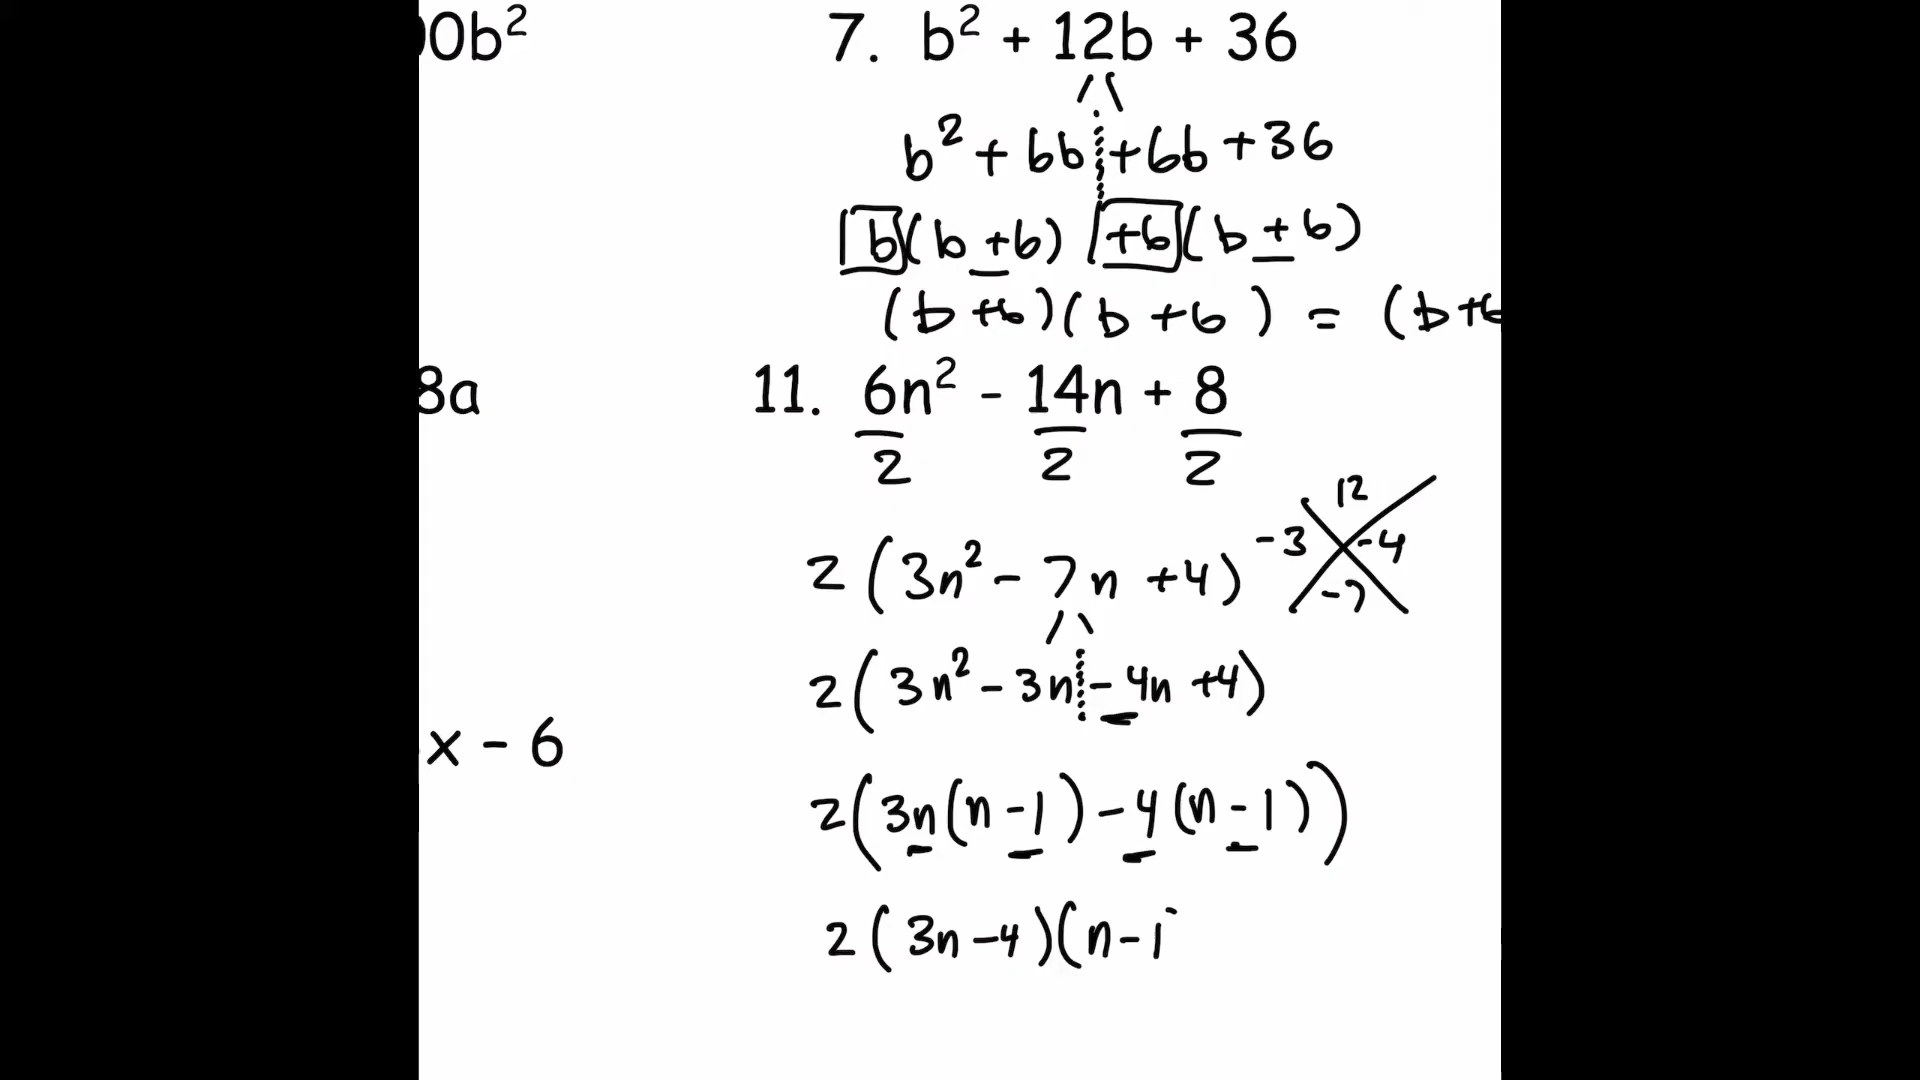 0b²
7. b² + 12b + 36
b² + 6b + 6b + 36
b(b + 6) +6(b + 6)
(b + 6)(b + 6) = (b + 6
8a
11. 6n² - 14n + 8
2 2 2
12
-3 -4
-7
2(3n² - 7n + 4)
2(3n² - 3n - 4n + 4)
x - 6
2(3n(n - 1) - 4(n - 1))
2(3n - 4)(n - 1